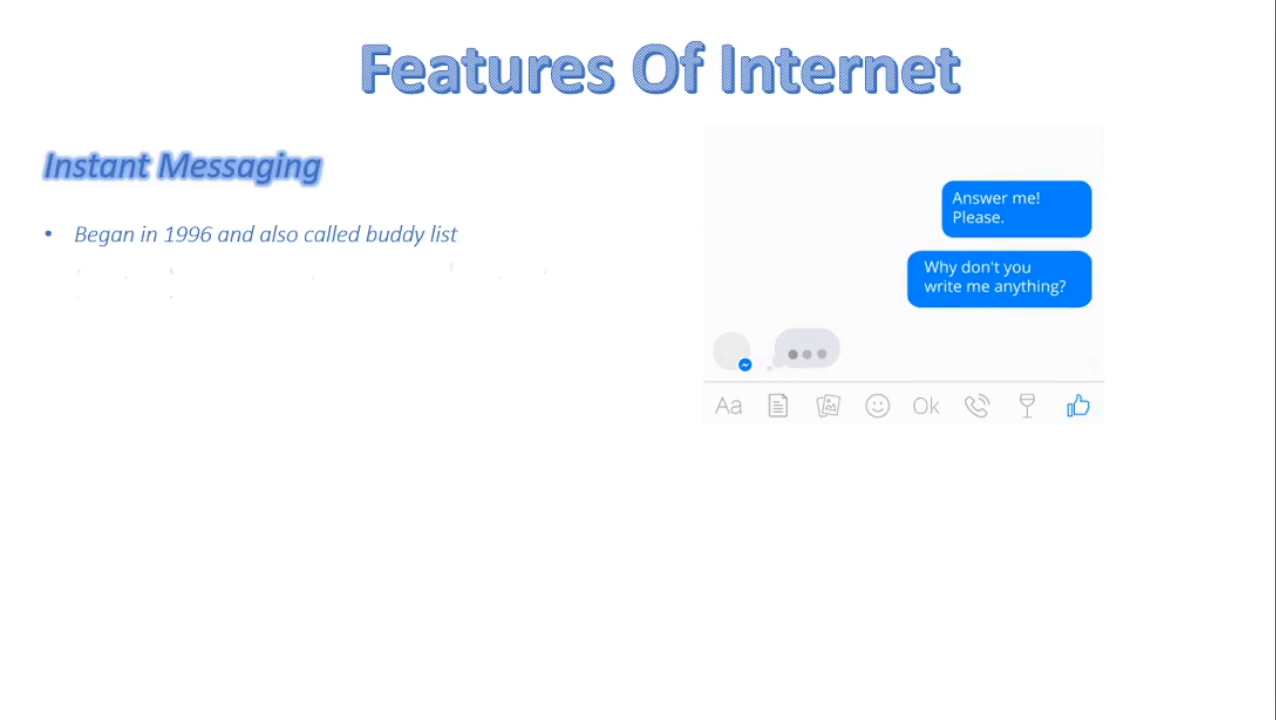 Features Of Internet
Instant Messaging
• Began in 1996 and also called buddy list
Answer me!
Please.
Why don't you
write me anything?
Aa
Ok